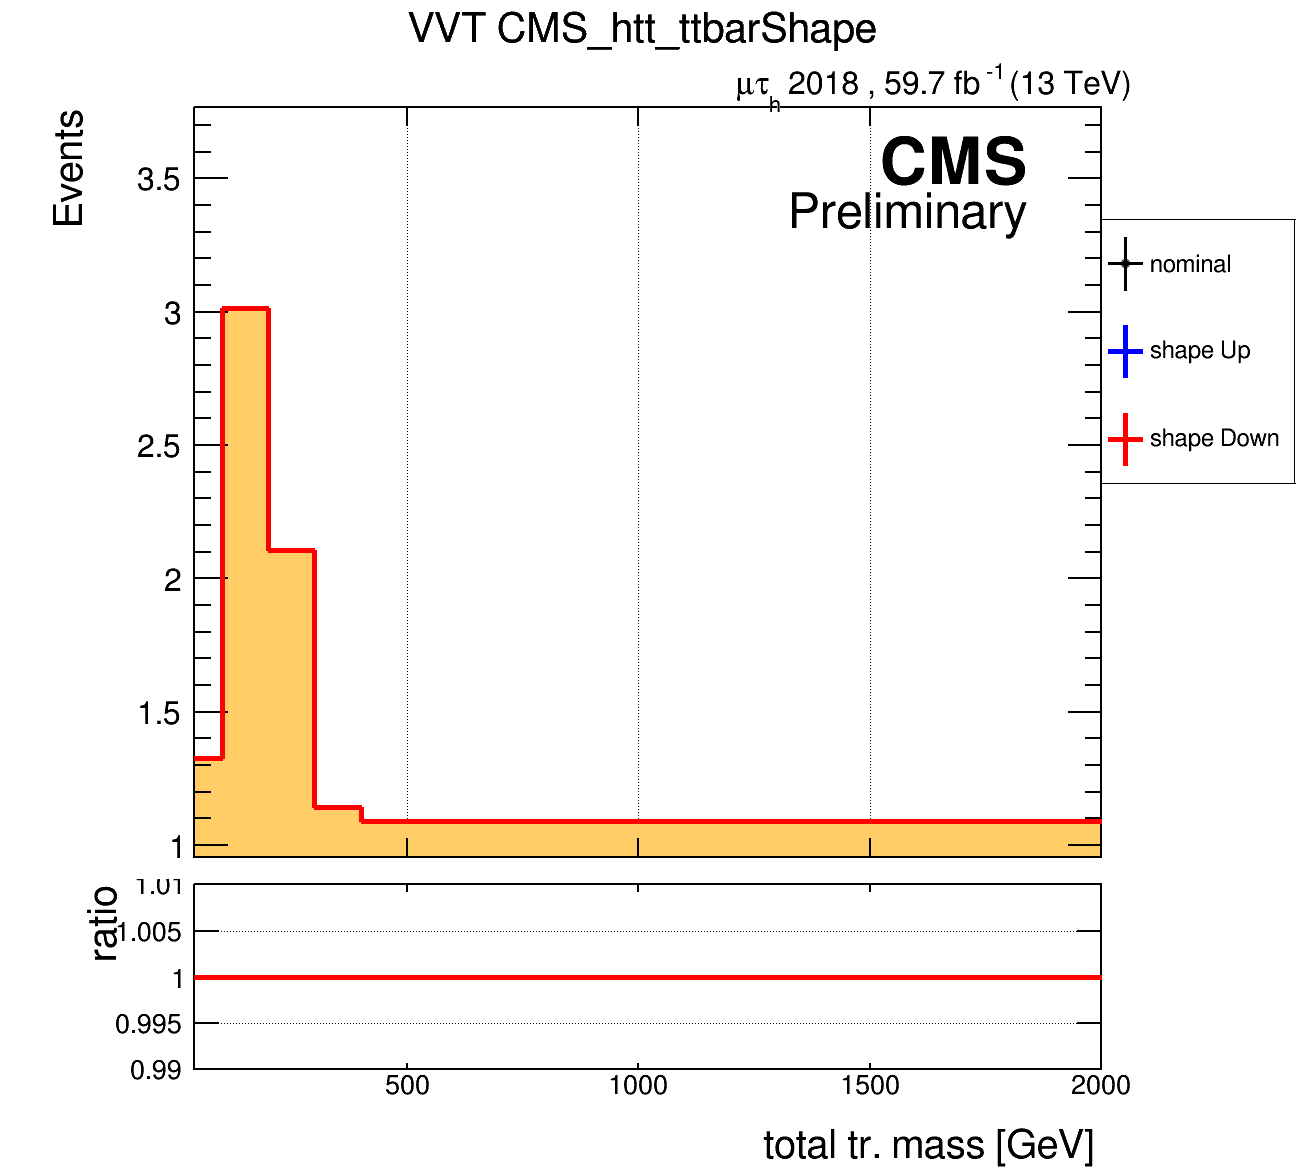 VVT CMS_htt_ttbarShape
μτh 2018 , 59.7 fb-1 (13 TeV)
Events
CMS
Preliminary
3.5
3
2.5
2
1.5
1
nominal
shape Up
shape Down
ratio
1.01
1.005
1
0.995
0.99
500
1000
1500
2000
total tr. mass [GeV]